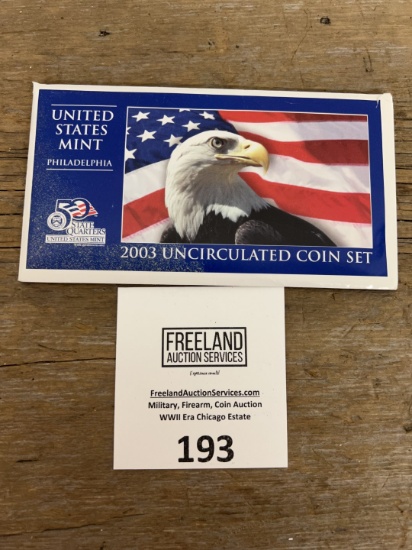 UNITED
STATES
MINT
PHILADELPHIA
50
STATE
QUARTERS
UNITED STATES MINT
2003 UNCIRCULATED COIN SET
FREELAND
AUCTION SERVICES
FreelandAuctionServices.com
Military, Firearm, Coin Auction
WWII Era Chicago Estate
193